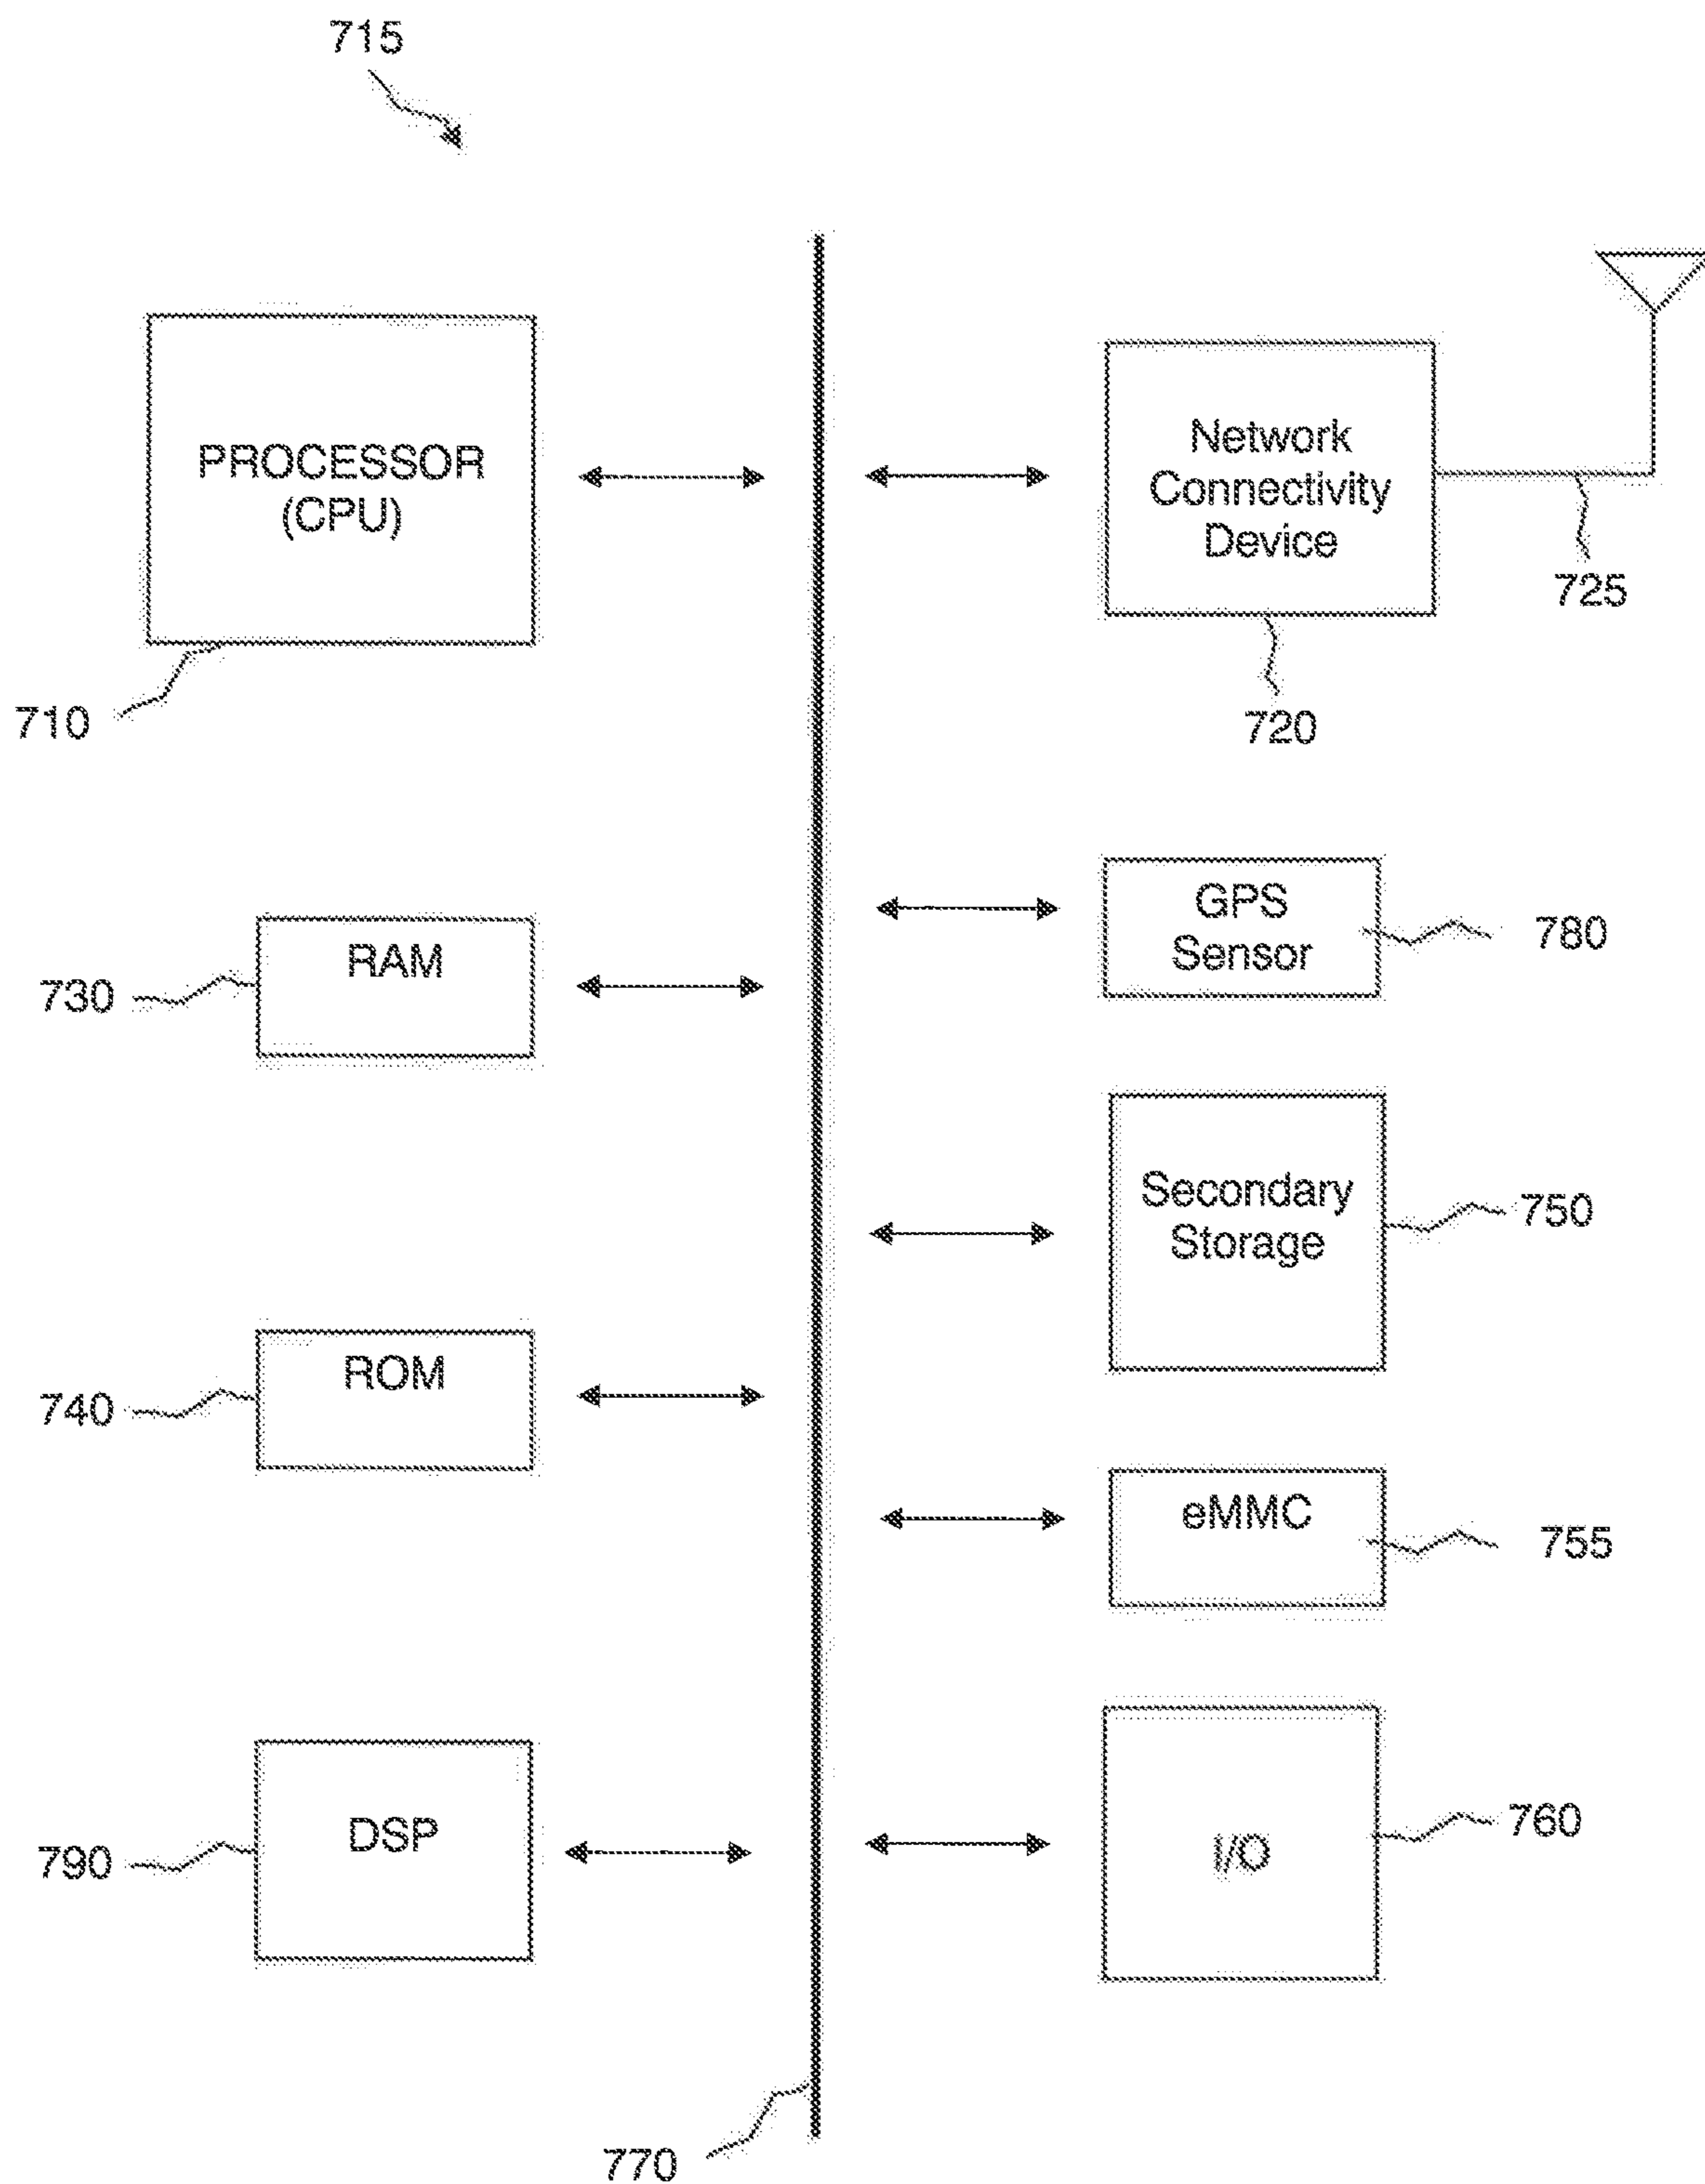 715
PROCESSOR
(CPU)
710
Network
Connectivity
Device
725
720
RAM
730
GPS
Sensor
780
Secondary
Storage
750
ROM
740
eMMC
755
DSP
790
I/O
760
770